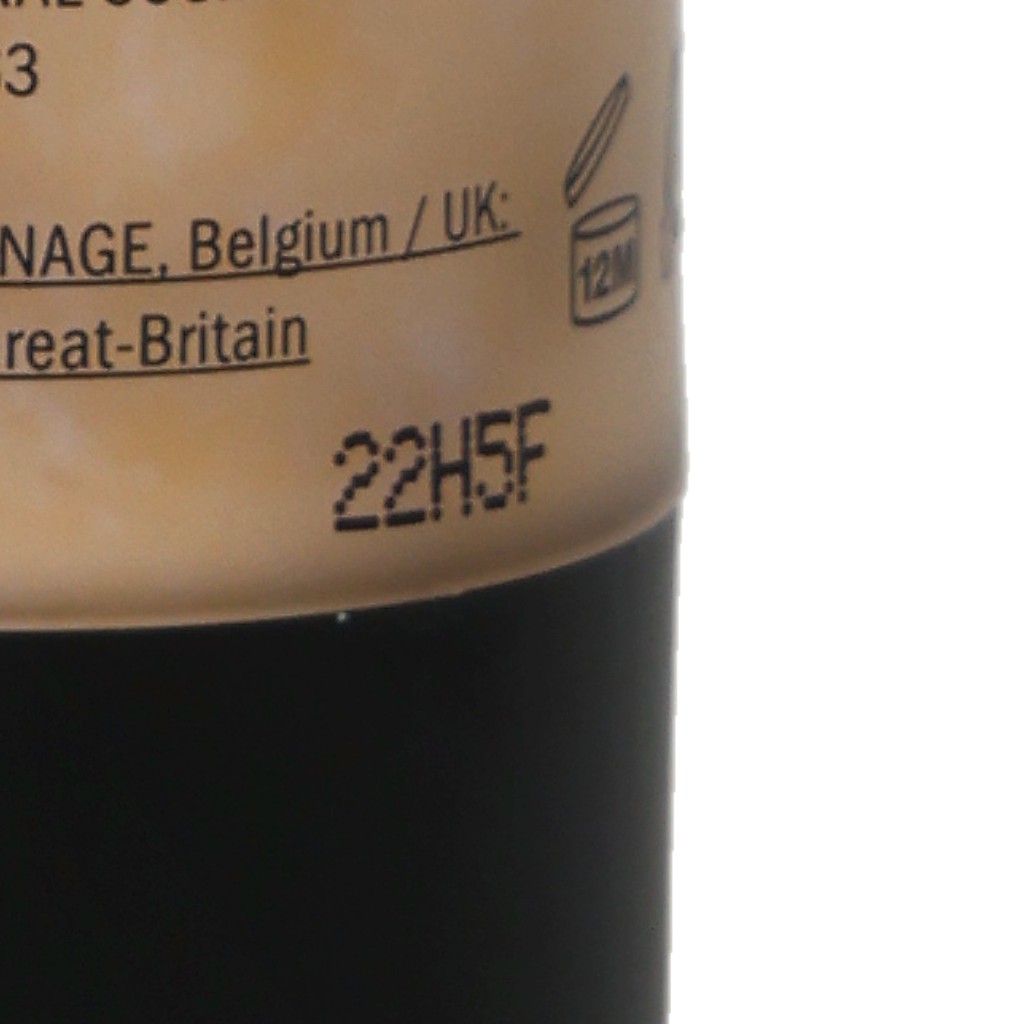 3
NAGE, Belgium / UK:
12M
reat-Britain
22H5F